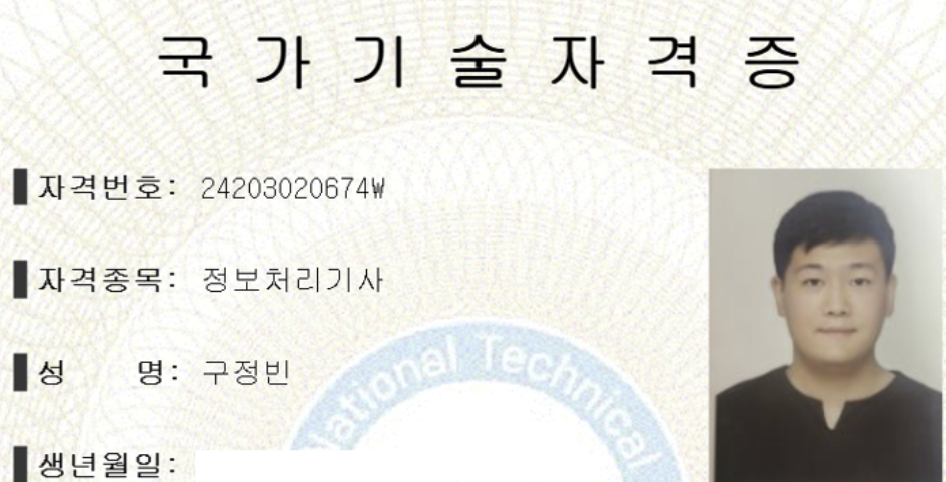 국 가 기 술 자 격 증
자격번호: 24203020674W
자격종목: 정보처리기사
성 명: 구정빈
National Technical
생년월일: